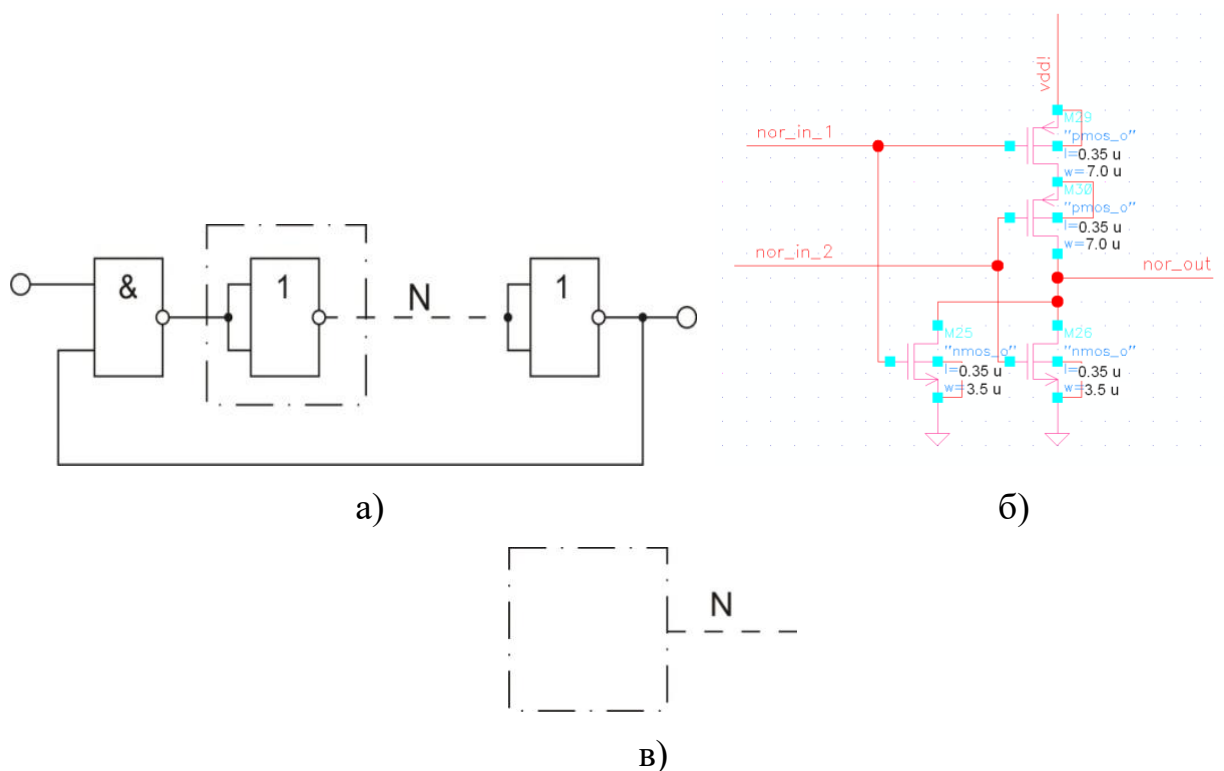 &
1
N
1
а)
vdd!
nor_in_1
nor_in_2
nor_out
M29
"pmos_o"
l=0.35 u
w=7.0 u
M30
"pmos_o"
l=0.35 u
w=7.0 u
M25
"nmos_o"
l=0.35 u
w=3.5 u
M26
"nmos_o"
l=0.35 u
w=3.5 u
б)
N
в)